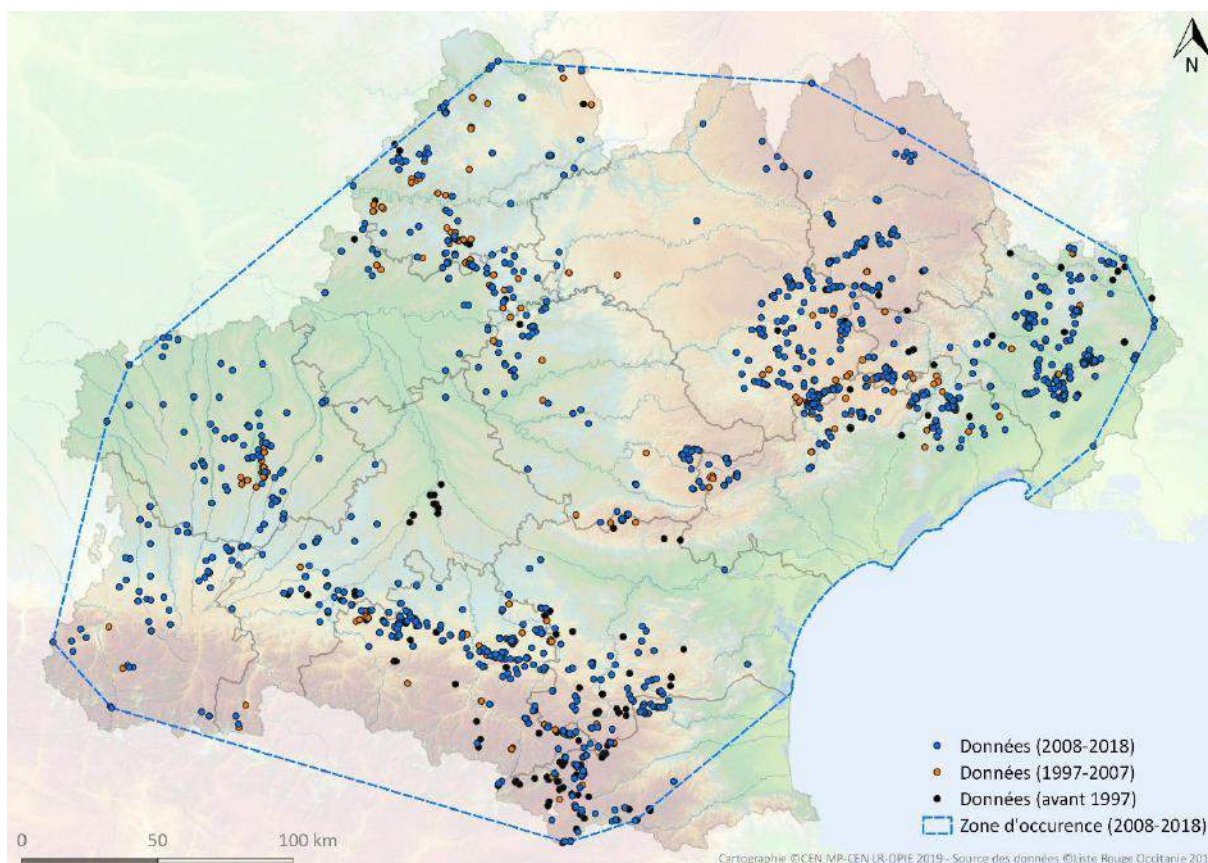 N
Données (2008-2018)
Données (1997-2007)
Données (avant 1997)
Zone d'occurence (2008-2018)
0 50 100 km
Cartographie ©CEN MP-CEN LR-OPIE 2019 - Source des données ©Liste Rouge Occitanie 201